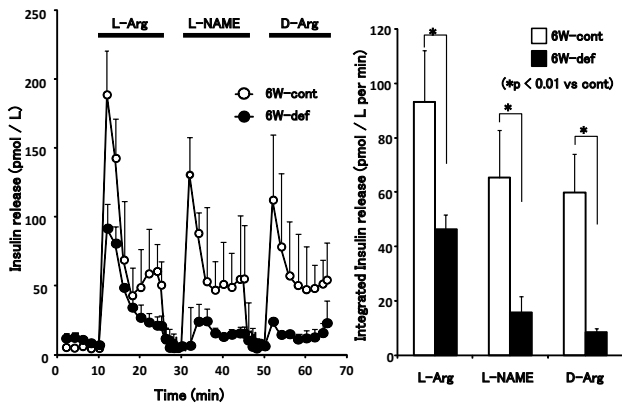 L-Arg L-NAME D-Arg
250
200
150
100
50
0
0 10 20 30 40 50 60 70
Time (min)
Insulin release (pmol / L)
6W-cont
6W-def
120
100
80
60
40
20
0
Integrated Insulin release (pmol / L per min)
6W-cont
6W-def
(*p < 0.01 vs cont)
*
*
*
L-Arg L-NAME D-Arg